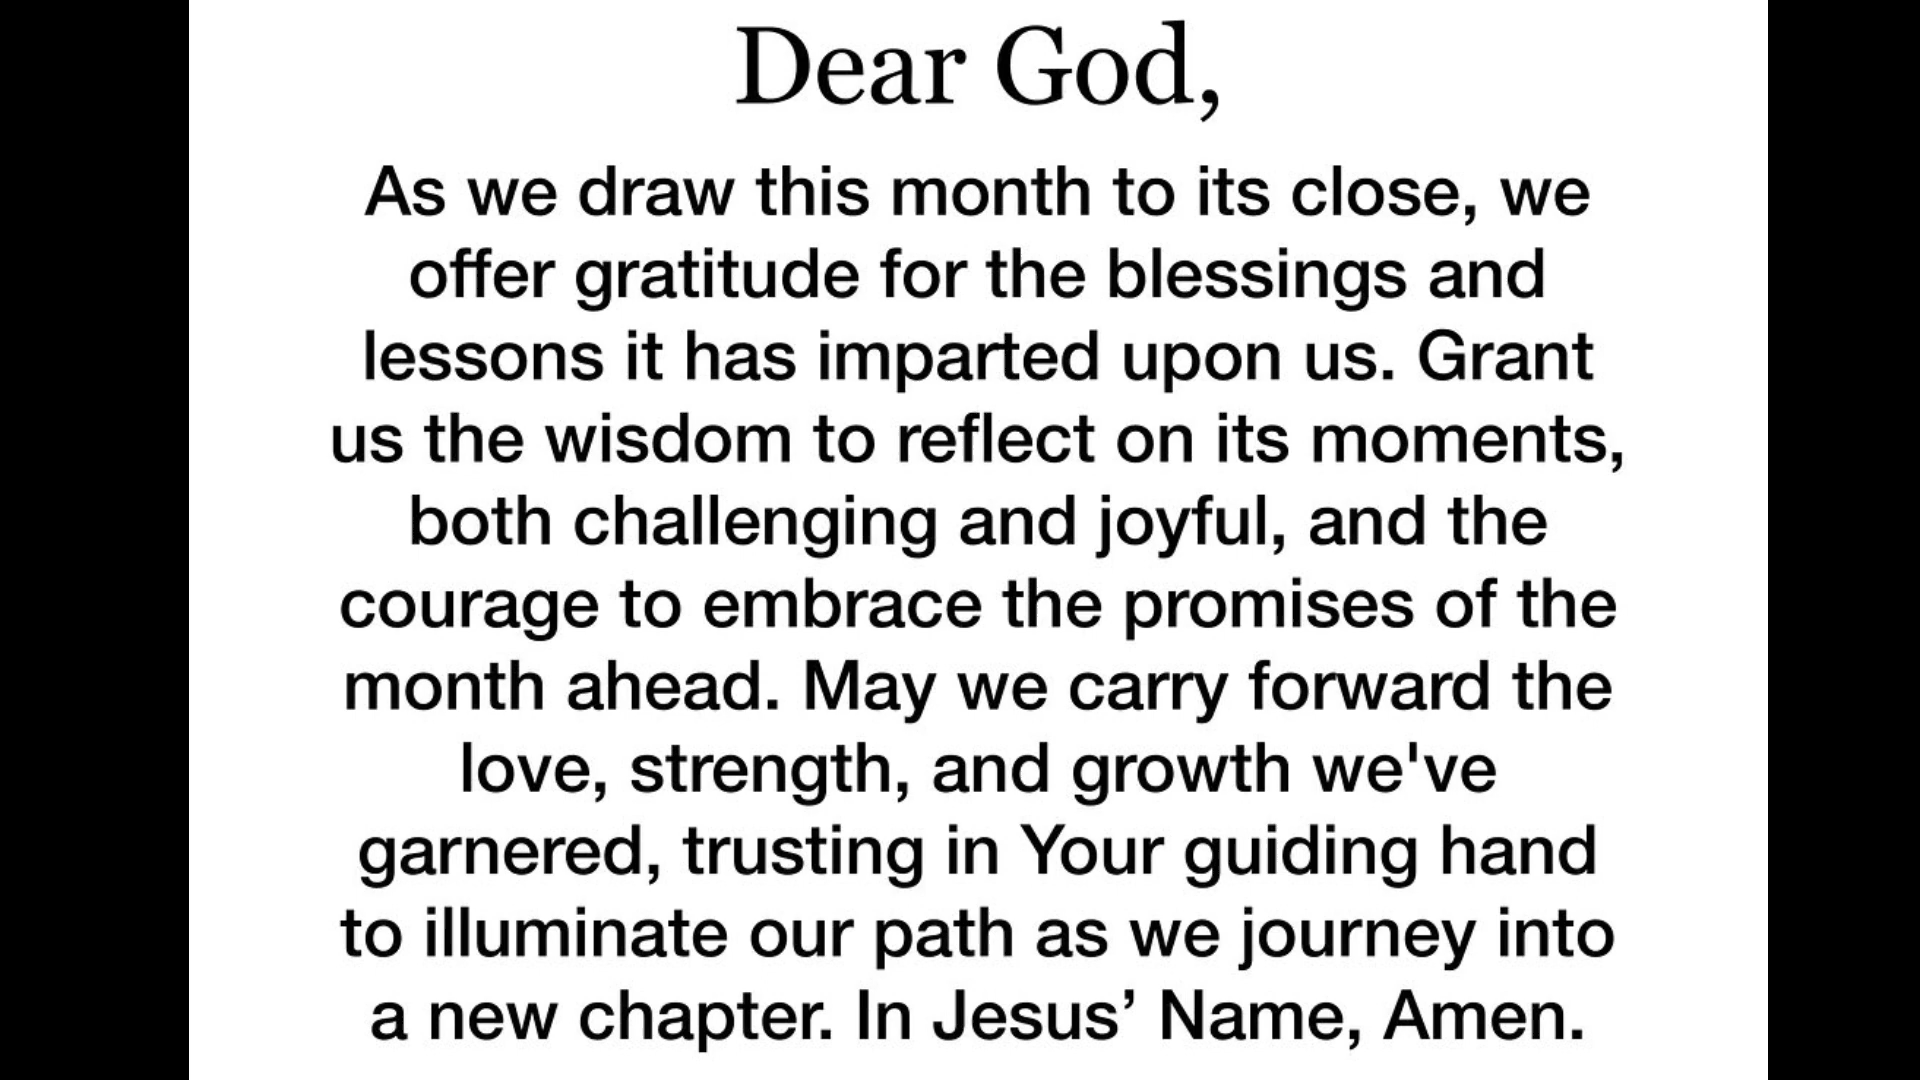 Dear God,
As we draw this month to its close, we
offer gratitude for the blessings and
lessons it has imparted upon us. Grant
us the wisdom to reflect on its moments,
both challenging and joyful, and the
courage to embrace the promises of the
month ahead. May we carry forward the
love, strength, and growth we've
garnered, trusting in Your guiding hand
to illuminate our path as we journey into
a new chapter. In Jesus’ Name, Amen.